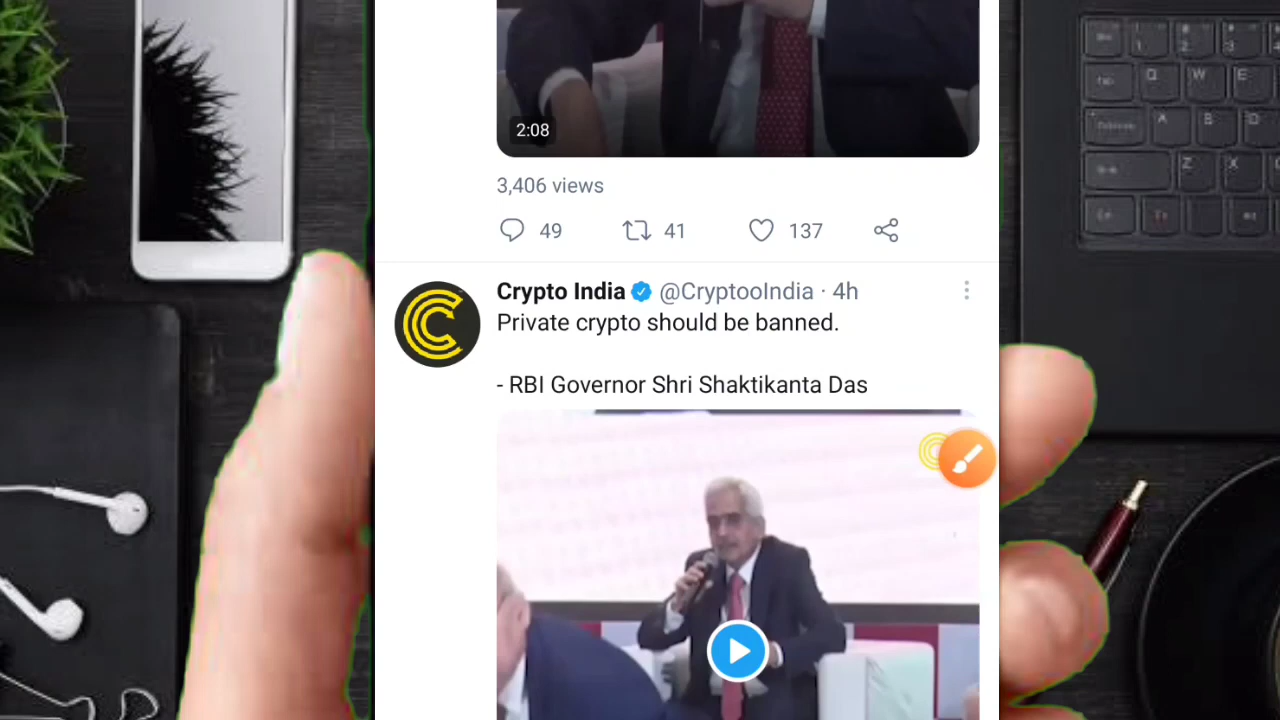 2:08
3,406 views
49 41 137
Crypto India @CryptooIndia · 4h
Private crypto should be banned.
- RBI Governor Shri Shaktikanta Das
Q W E
A S D
Z X C